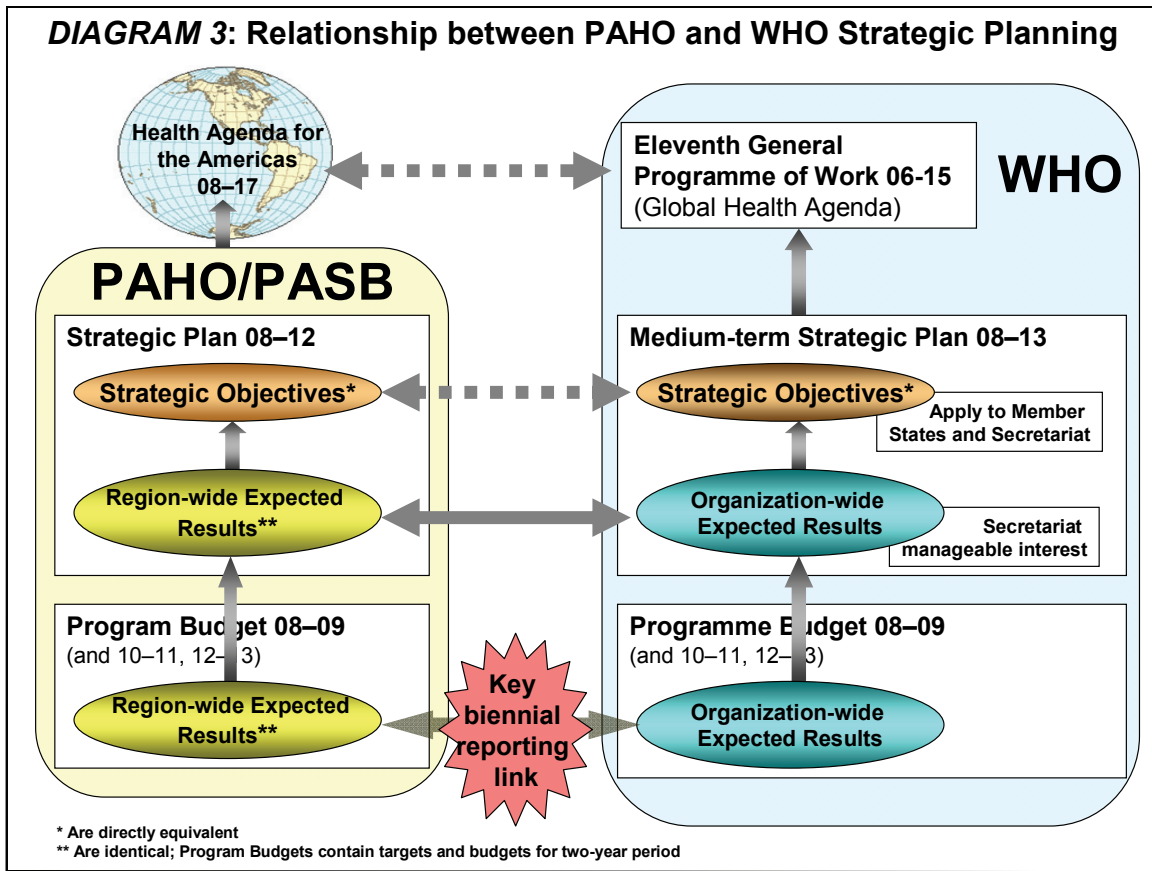 DIAGRAM 3: Relationship between PAHO and WHO Strategic Planning
Health Agenda for
the Americas
08–17
PAHO/PASB
Strategic Plan 08–12
Strategic Objectives*
Region-wide Expected
Results**
Program Budget 08–09
(and 10–11, 12– 3)
Region-wide Expected
Results**
Key
biennial
reporting
link
WHO
Eleventh General
Programme of Work 06-15
(Global Health Agenda)
Medium-term Strategic Plan 08–13
Strategic Objectives*
Apply to Member
States and Secretariat
Organization-wide
Expected Results
Secretariat
manageable interest
Programme Budget 08–09
(and 10–11, 12– 3)
Organization-wide
Expected Results
* Are directly equivalent
** Are identical; Program Budgets contain targets and budgets for two-year period